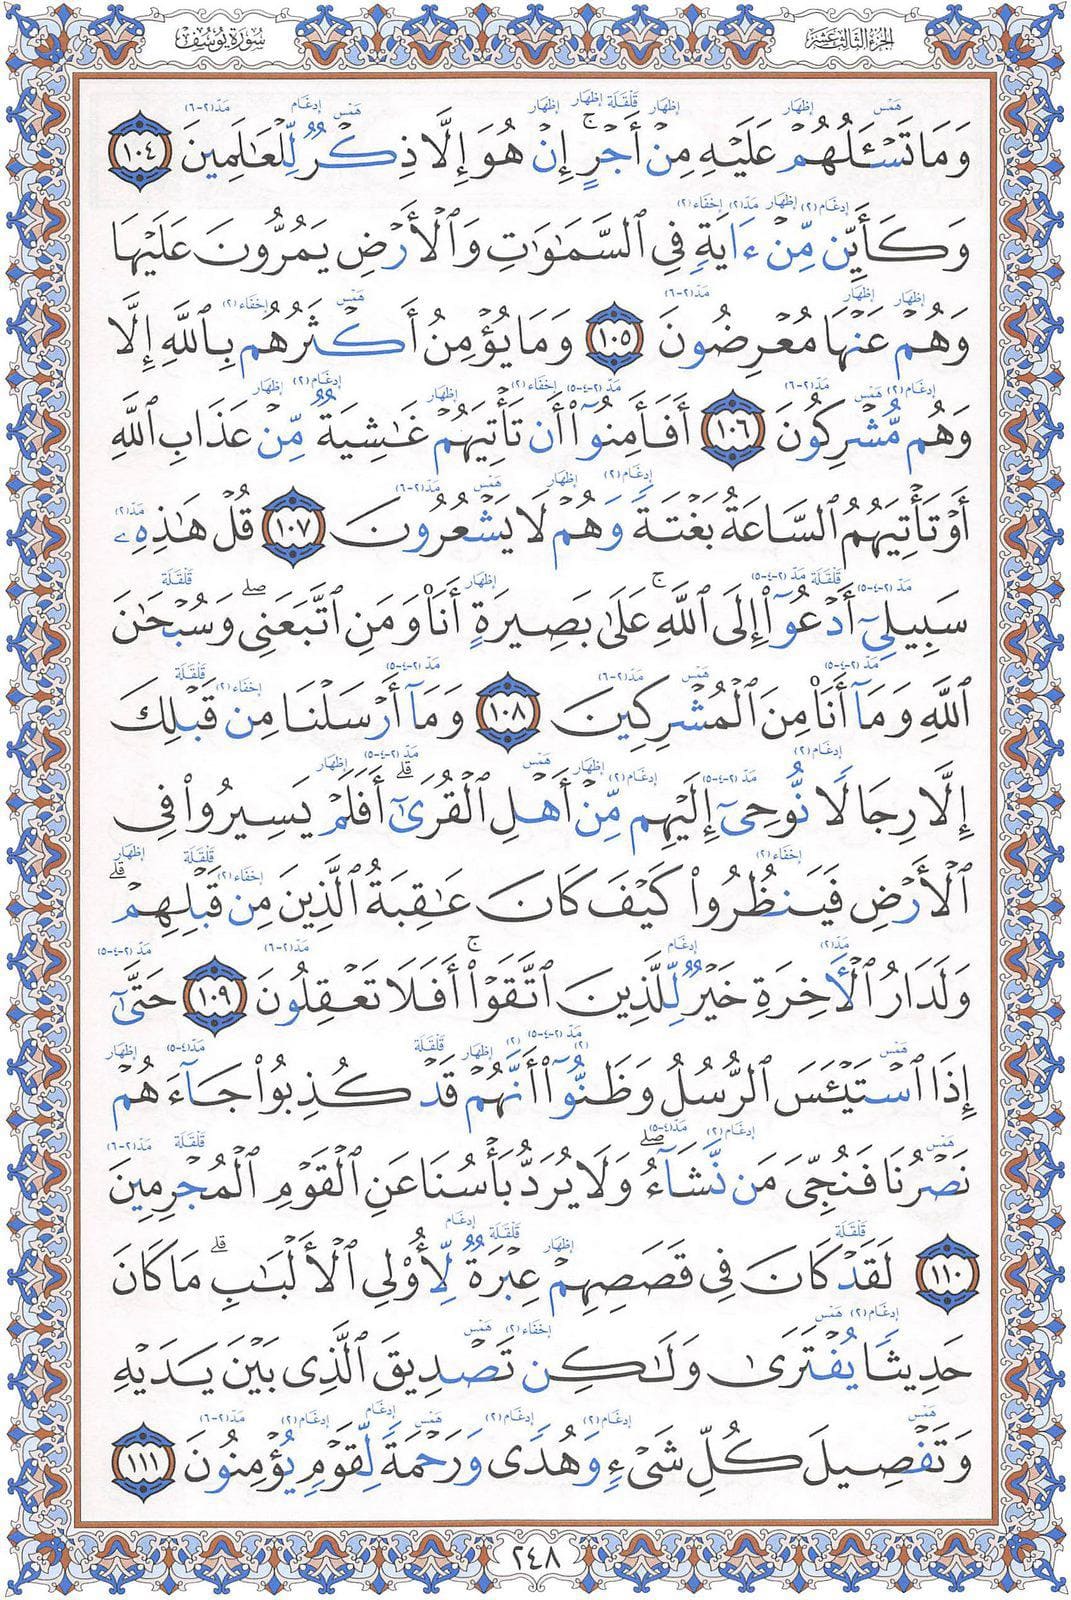 الجزء الثالث عشر
سورة يوسف
وَمَا تَسْـَٔلُهُمْ عَلَيْهِ مِنْ أَجْرٍ ۚ إِنْ هُوَ إِلَّا ذِكْرٌ لِّلْعَـٰلَمِينَ ١٠٤
وَكَأَيِّن مِّنْ ءَايَةٍ فِى ٱلسَّمَـٰوَٰتِ وَٱلْأَرْضِ يَمُرُّونَ عَلَيْهَا
وَهُمْ عَنْهَا مُعْرِضُونَ ١٠٥ وَمَا يُؤْمِنُ أَكْثَرُهُم بِٱللَّهِ إِلَّا
وَهُم مُّشْرِكُونَ ١٠٦ أَفَأَمِنُوٓا۟ أَن تَأْتِيَهُمْ غَـٰشِيَةٌ مِّنْ عَذَابِ ٱللَّهِ
أَوْ تَأْتِيَهُمُ ٱلسَّاعَةُ بَغْتَةً وَهُمْ لَا يَشْعُرُونَ ١٠٧ قُلْ هَـٰذِهِۦ
سَبِيلِىٓ أَدْعُوٓا۟ إِلَى ٱللَّهِ ۚ عَلَىٰ بَصِيرَةٍ أَنَا۠ وَمَنِ ٱتَّبَعَنِى ۖ وَسُبْحَـٰنَ
ٱللَّهِ وَمَآ أَنَا۠ مِنَ ٱلْمُشْرِكِينَ ١٠٨ وَمَآ أَرْسَلْنَا مِن قَبْلِكَ
إِلَّا رِجَالًا نُّوحِىٓ إِلَيْهِم مِّنْ أَهْلِ ٱلْقُرَىٰٓ ۗ أَفَلَمْ يَسِيرُوا۟ فِى
ٱلْأَرْضِ فَيَنظُرُوا۟ كَيْفَ كَانَ عَـٰقِبَةُ ٱلَّذِينَ مِن قَبْلِهِمْ ۗ
وَلَدَارُ ٱلْـَٔاخِرَةِ خَيْرٌ لِّلَّذِينَ ٱتَّقَوْا۟ ۚ أَفَلَا تَعْقِلُونَ ١٠٩ حَتَّىٰٓ
إِذَا ٱسْتَيْـَٔسَ ٱلرُّسُلُ وَظَنُّوٓا۟ أَنَّهُمْ قَدْ كُذِبُوا۟ جَآءَهُمْ
نَصْرُنَا فَنُجِّىَ مَن نَّشَآءُ ۖ وَلَا يُرَدُّ بَأْسُنَا عَنِ ٱلْقَوْمِ ٱلْمُجْرِمِينَ
١١٠ لَقَدْ كَانَ فِى قَصَصِهِمْ عِبْرَةٌ لِّأُو۟لِى ٱلْأَلْبَـٰبِ ۗ مَا كَانَ
حَدِيثًا يُفْتَرَىٰ وَلَـٰكِن تَصْدِيقَ ٱلَّذِى بَيْنَ يَدَيْهِ
وَتَفْصِيلَ كُلِّ شَىْءٍ وَهُدًى وَرَحْمَةً لِّقَوْمٍ يُؤْمِنُونَ ١١١
٢٤٨